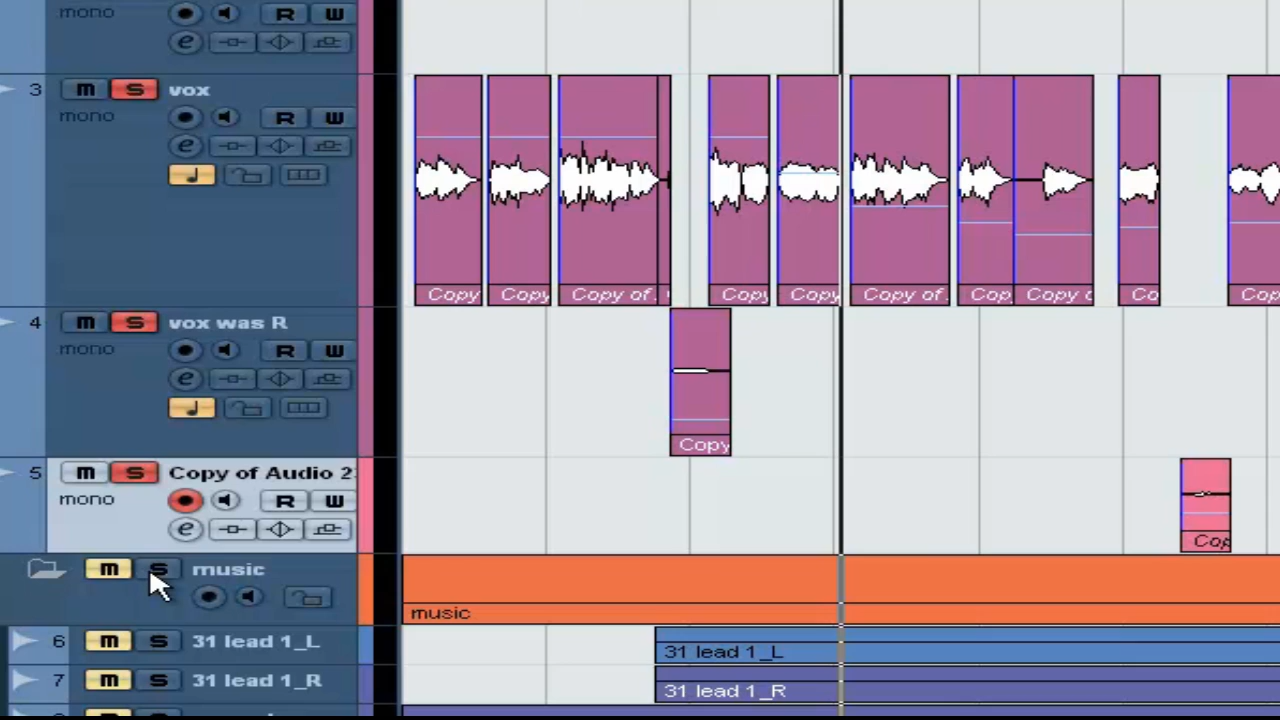 mono R W
e
3 m S vox
mono R W
e
Copy Copy Copy of. Copy Copy Copy of. Cop Copy c Co Cop
4 m S vox was R
mono R W
e
Copy
5 m S Copy of Audio 2
mono R W
e
Cop
m S music
music
6 m S 31 lead 1_L
31 lead 1_L
7 m S 31 lead 1_R
31 lead 1_R